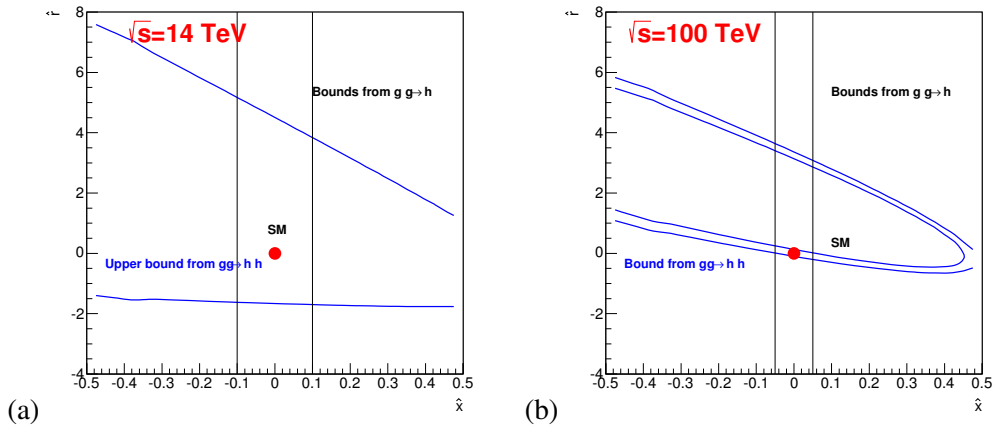 r̂
8
√s=14 TeV
6
Bounds from g g→h
4
2
SM
0
Upper bound from gg→h h
-2
-4
-0.5 -0.4 -0.3 -0.2 -0.1 0 0.1 0.2 0.3 0.4 0.5
x̂
(a)
r̂
8
√s=100 TeV
6
Bounds from g g→h
4
2
SM
0
Bound from gg→h h
-2
-4
-0.5 -0.4 -0.3 -0.2 -0.1 0 0.1 0.2 0.3 0.4 0.5
x̂
(b)